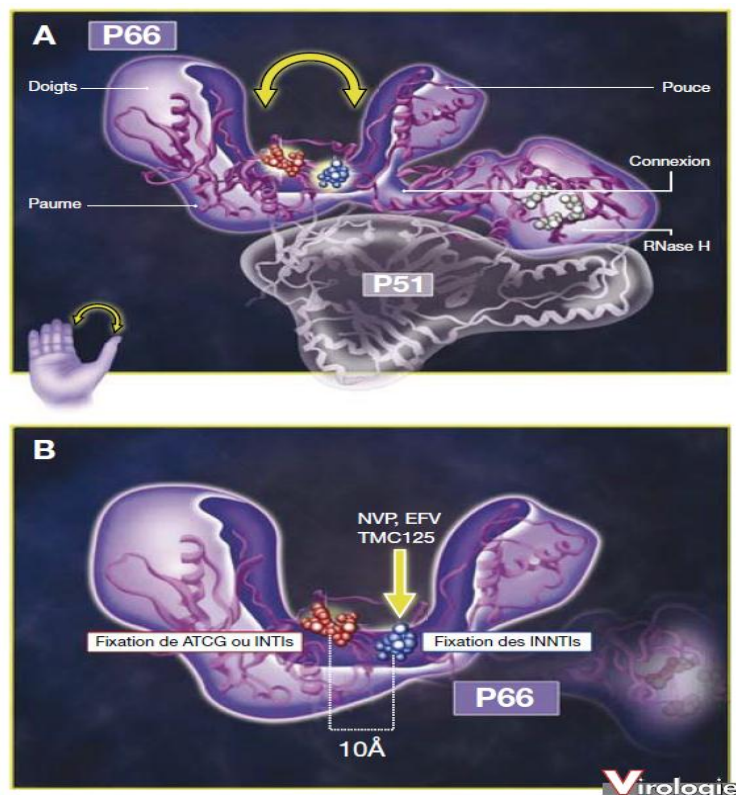 A
P66
Doigts
Pouce
Connexion
Paume
RNase H
P51
B
NVP, EFV
TMC125
Fixation de ATCG ou INTIs
Fixation des INNTIs
P66
10Å
Virologie